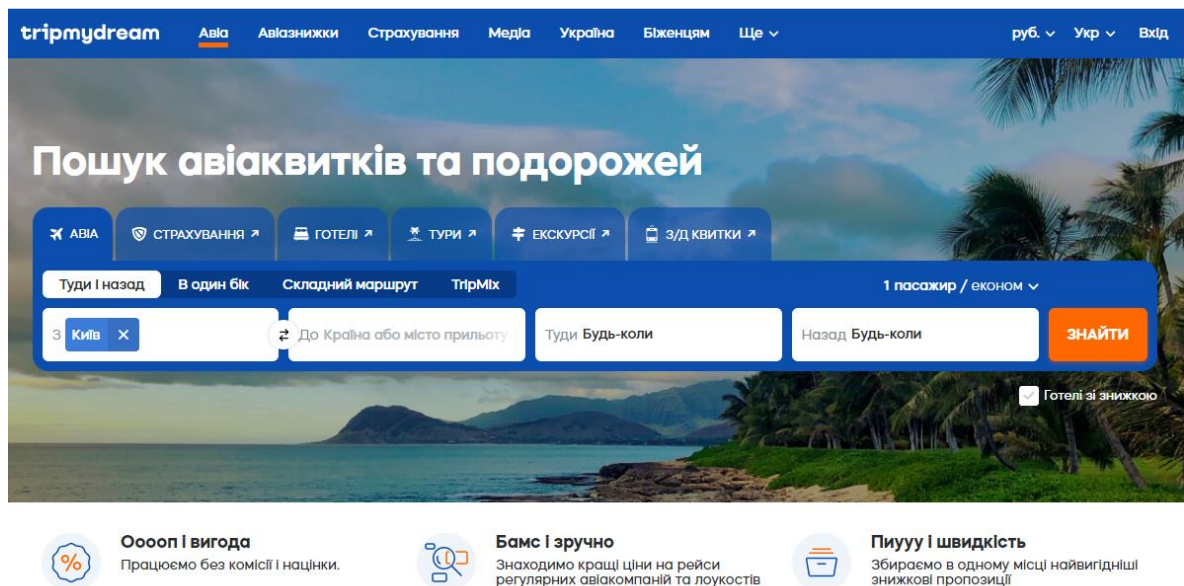 tripmydream Авіа Авіазнижки Страхування Медіа Україна Біженцям Ще руб. Укр Вхід
Пошук авіаквитків та подорожей
АВІА СТРАХУВАННЯ ГОТЕЛІ ТУРИ ЕКСКУРСІЇ З/Д КВИТКИ
Туди і назад В один бік Складний маршрут TripMix 1 пасажир / економ
З Київ До Країна або місто прильоту Туди Будь-коли Назад Будь-коли ЗНАЙТИ
Готелі зі знижкою
Оооoп і вигода
Працюємо без комісії і націнки.
Бамс і зручно
Знаходимо кращі ціни на рейси
регулярних авіакомпаній та лоукостів
Пиууу і швидкість
Збираємо в одному місці найвигідніші
знижкові пропозиції